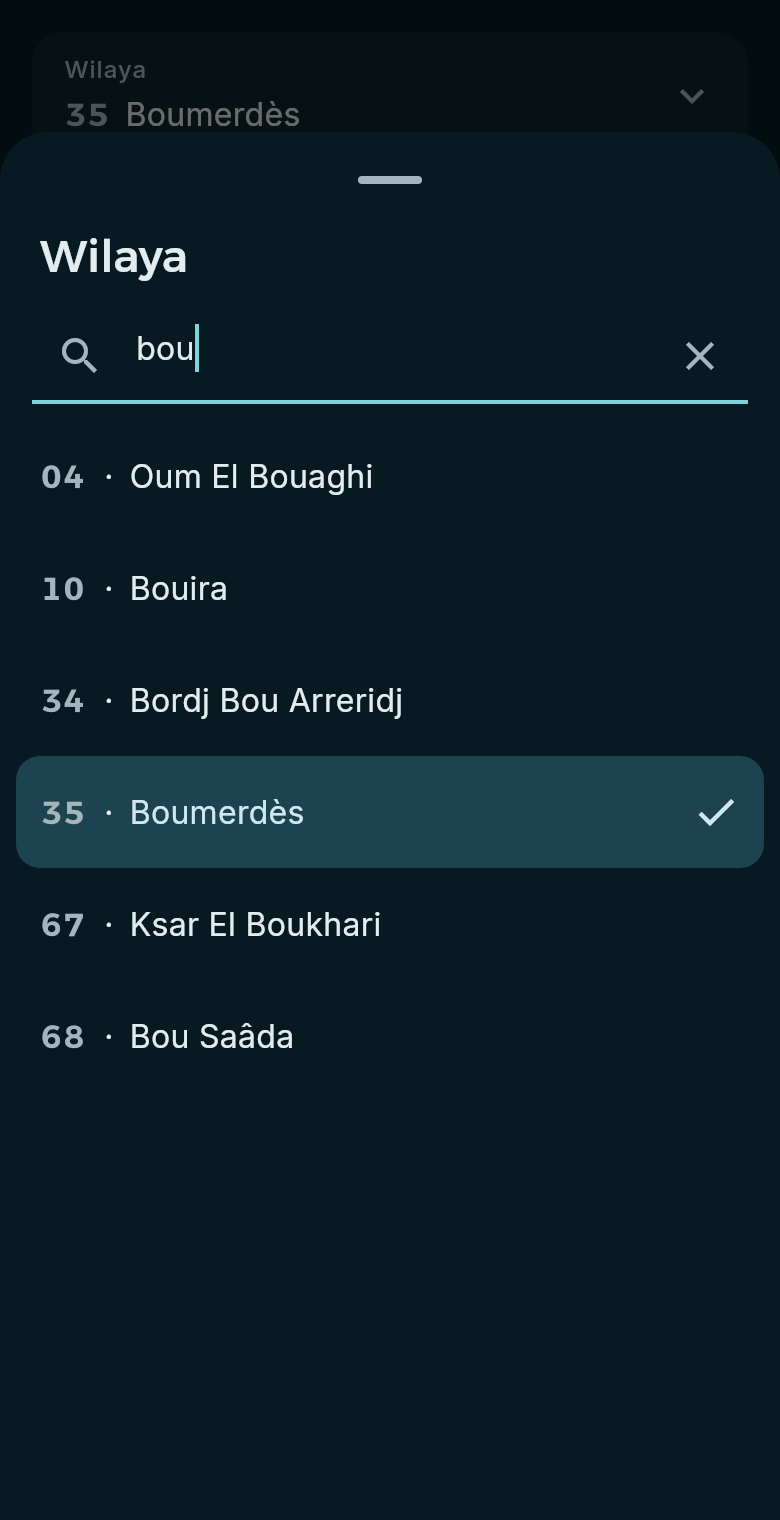 Wilaya
35 Boumerdès
Wilaya
bou
04 · Oum El Bouaghi
10 · Bouira
34 · Bordj Bou Arreridj
35 · Boumerdès
67 · Ksar El Boukhari
68 · Bou Saâda